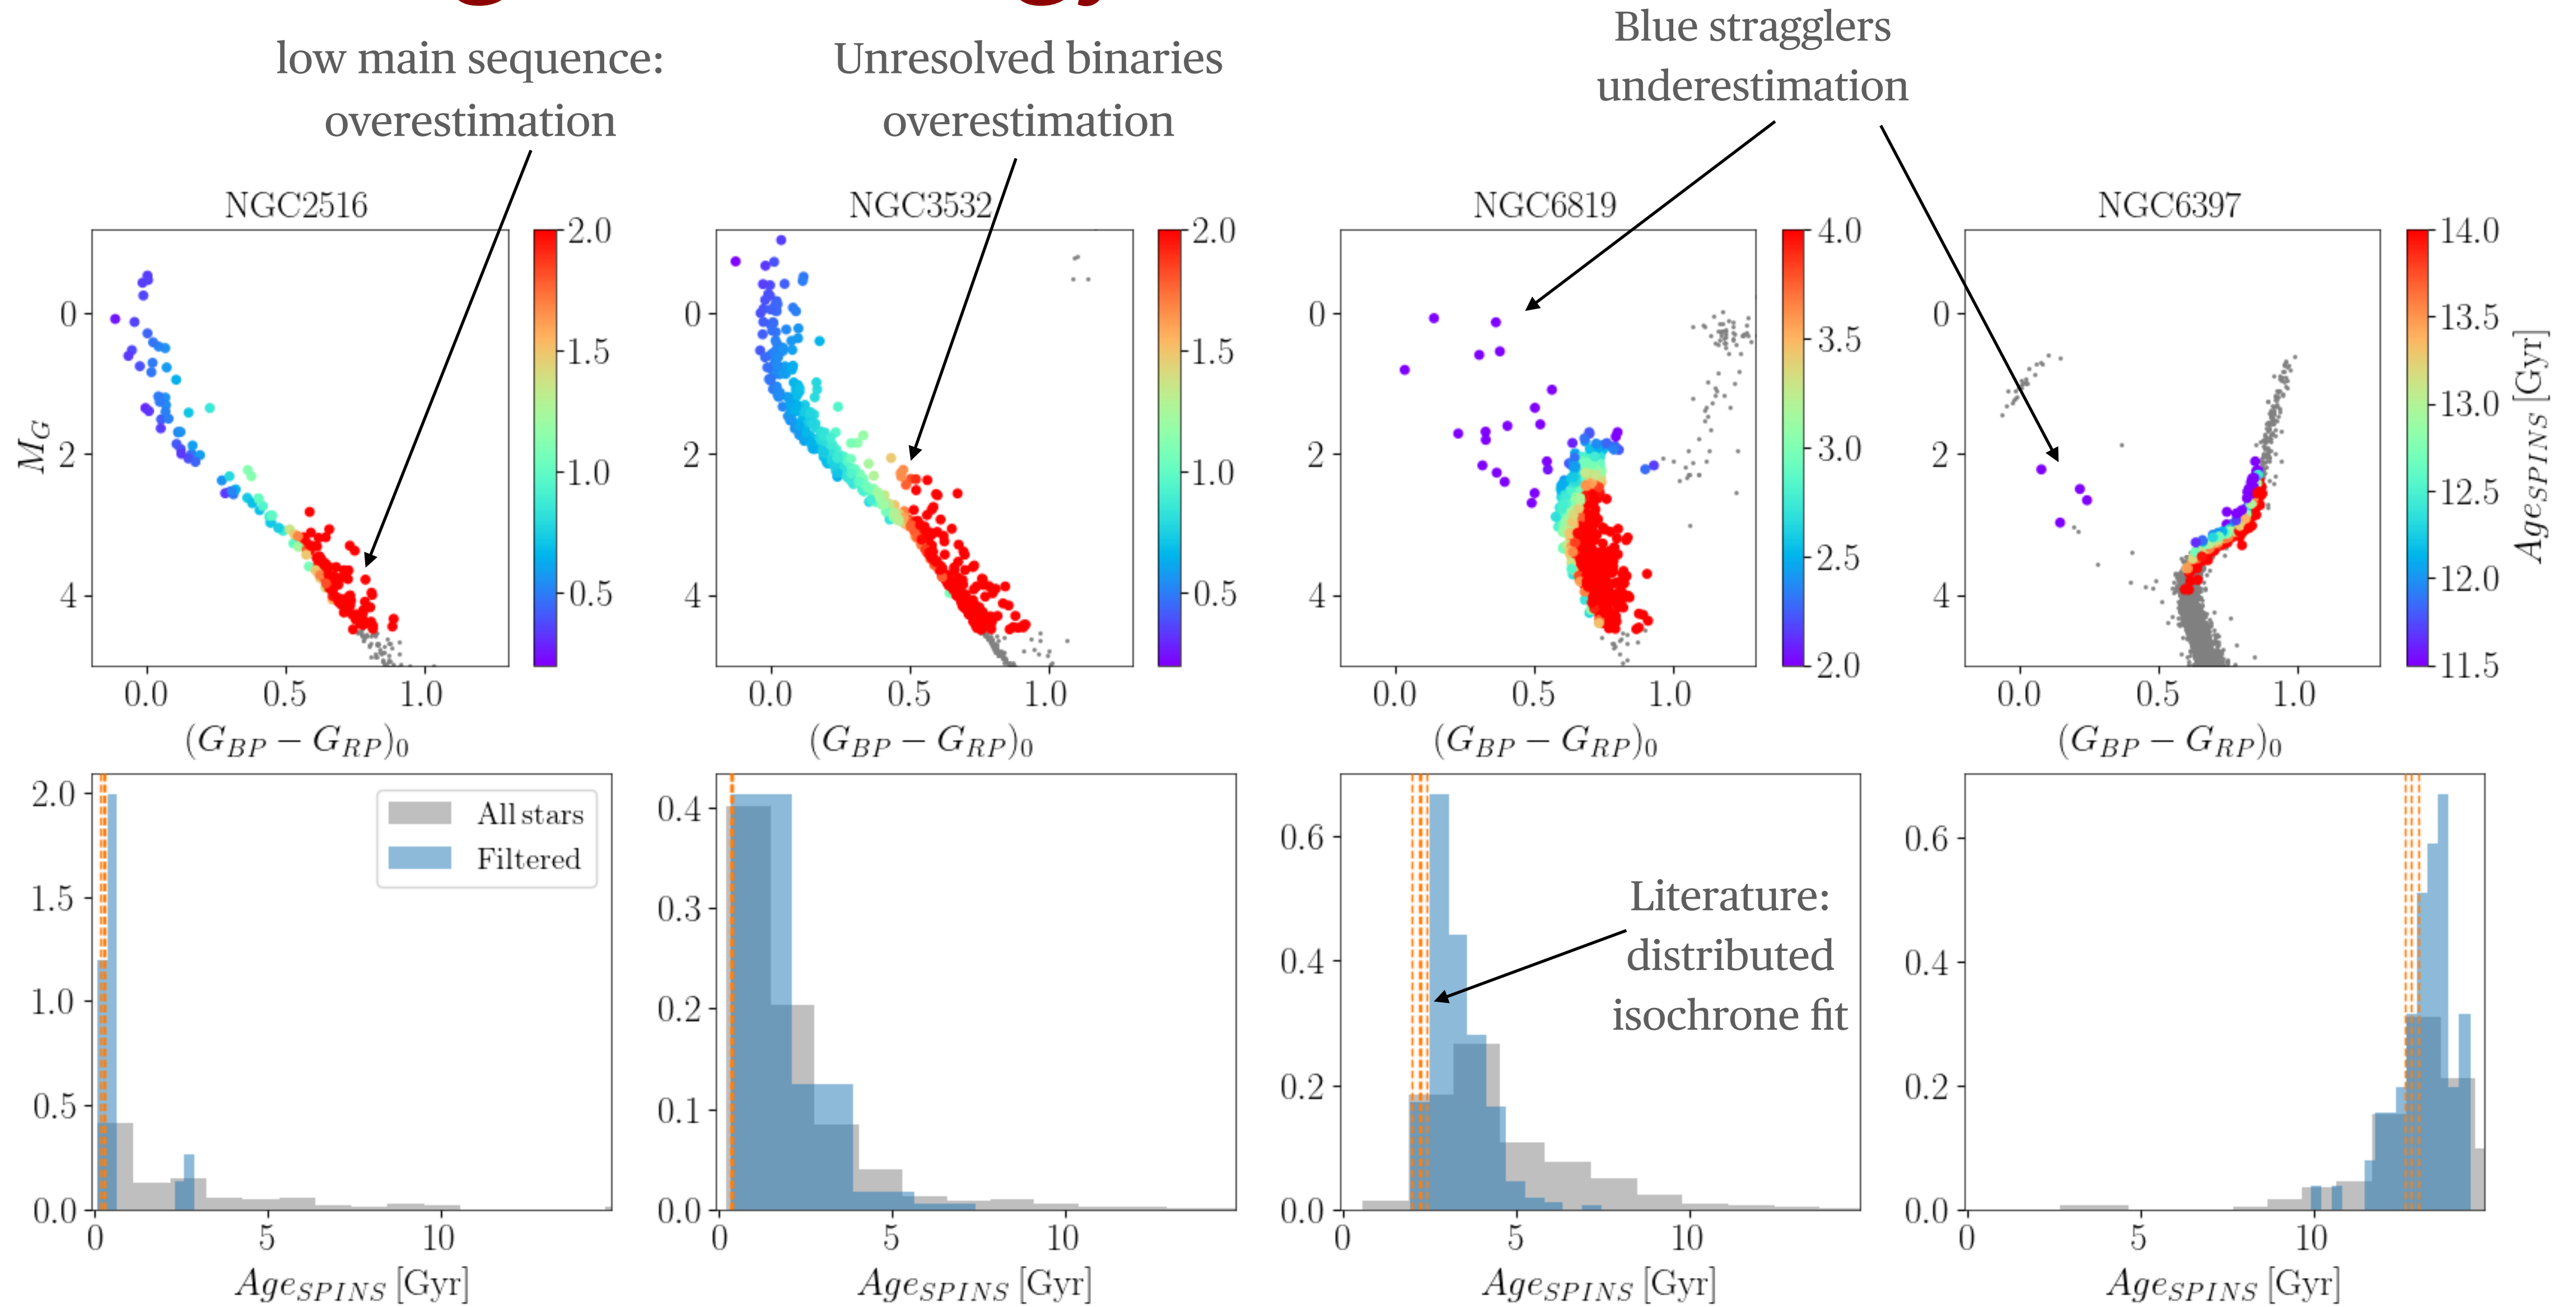 low main sequence:
overestimation
Unresolved binaries
overestimation
Blue stragglers
underestimation
NGC2516
NGC3532
NGC6819
NGC6397
M_G
0
2
4
0.0 0.5 1.0
(G_BP − G_RP)_0
2.0
1.5
1.0
0.5
0
2
4
0.0 0.5 1.0
(G_BP − G_RP)_0
2.0
1.5
1.0
0.5
0
2
4
0.0 0.5 1.0
(G_BP − G_RP)_0
4.0
3.5
3.0
2.5
2.0
0
2
4
0.0 0.5 1.0
(G_BP − G_RP)_0
14.0
13.5
13.0
12.5
12.0
11.5
Age_SPINS [Gyr]
2.0
1.5
1.0
0.5
0.0
All stars
Filtered
0 5 10
Age_SPINS [Gyr]
0.4
0.3
0.2
0.1
0.0
0 5 10
Age_SPINS [Gyr]
0.6
0.4
0.2
0.0
Literature:
distributed
isochrone fit
0 5 10
Age_SPINS [Gyr]
0.6
0.4
0.2
0.0
0 5 10
Age_SPINS [Gyr]